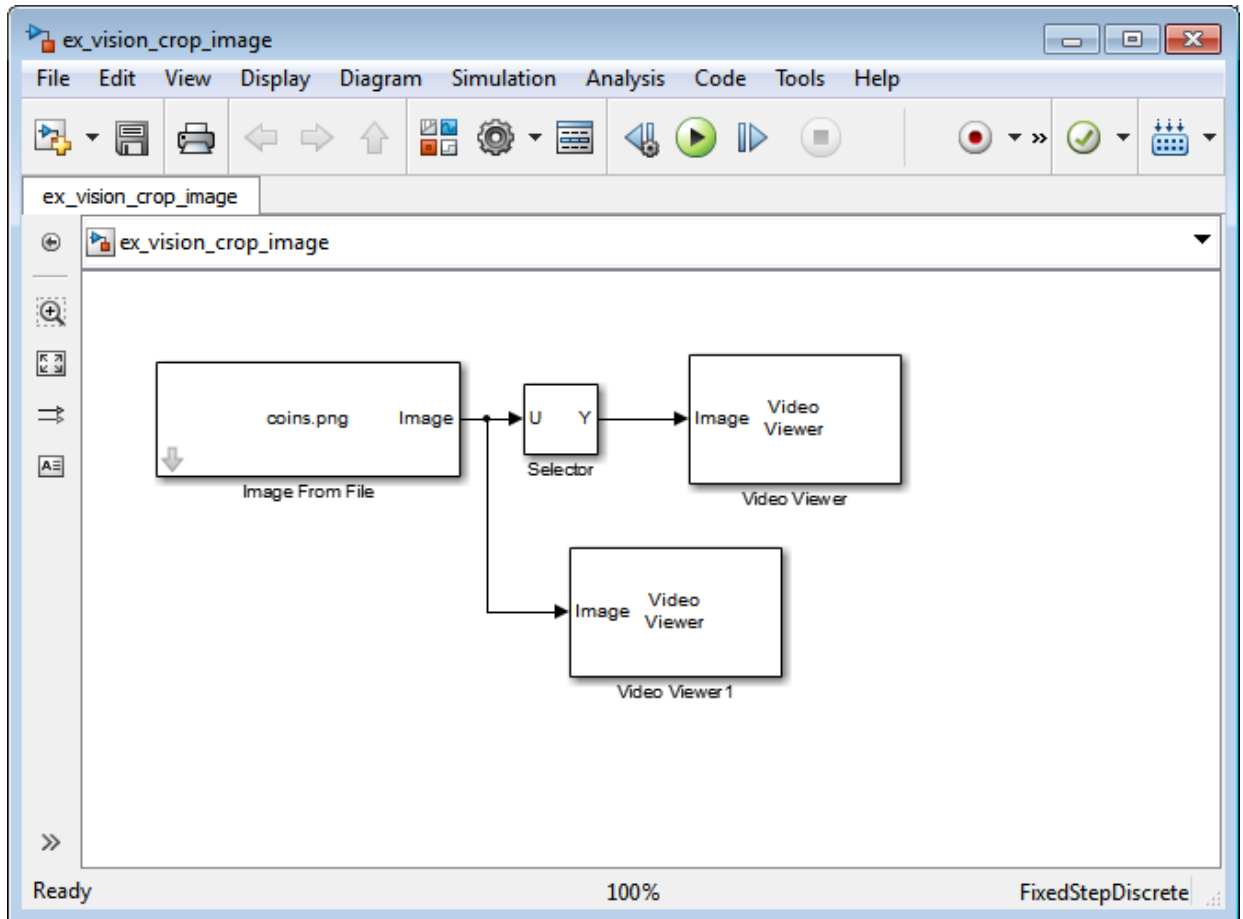 ex_vision_crop_image
File Edit View Display Diagram Simulation Analysis Code Tools Help
ex_vision_crop_image
ex_vision_crop_image
coins.png Image
Image From File
U Y
Selector
Image Video
Viewer
Video Viewer
Image Video
Viewer
Video Viewer1
Ready 100% FixedStepDiscrete